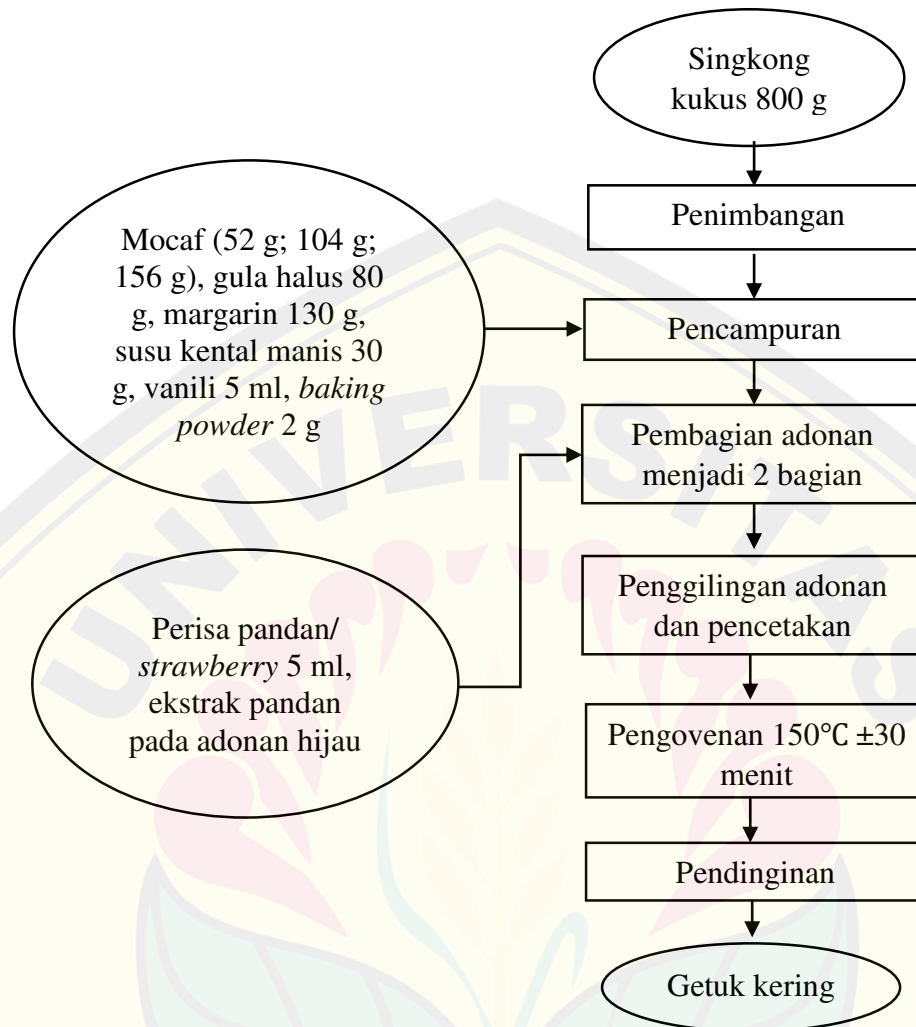 Singkong
kukus 800 g
Penimbangan
Mocaf (52 g; 104 g;
156 g), gula halus 80
g, margarin 130 g,
susu kental manis 30
g, vanili 5 ml, baking
powder 2 g
Pencampuran
Pembagian adonan
menjadi 2 bagian
Perisa pandan/
strawberry 5 ml,
ekstrak pandan
pada adonan hijau
Penggilingan adonan
dan pencetakan
Pengovenan 150°C ±30
menit
Pendinginan
Getuk kering
UNIVERSITAS